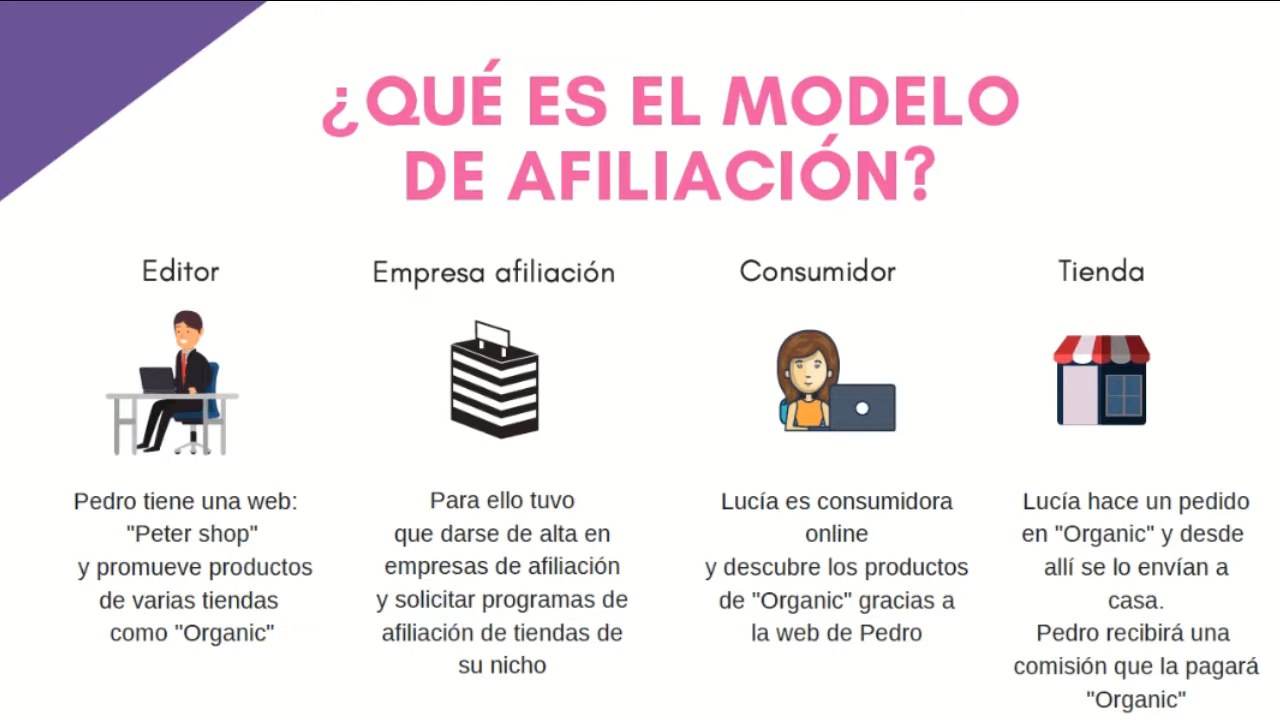 ¿QUÉ ES EL MODELO
DE AFILIACIÓN?
Editor
Pedro tiene una web:
"Peter shop"
y promueve productos
de varias tiendas
como "Organic"
Empresa afiliación
Para ello tuvo
que darse de alta en
empresas de afiliación
y solicitar programas de
afiliación de tiendas de
su nicho
Consumidor
Lucía es consumidora
online
y descubre los productos
de "Organic" gracias a
la web de Pedro
Tienda
Lucía hace un pedido
en "Organic" y desde
allí se lo envían a
casa.
Pedro recibirá una
comisión que la pagará
"Organic"